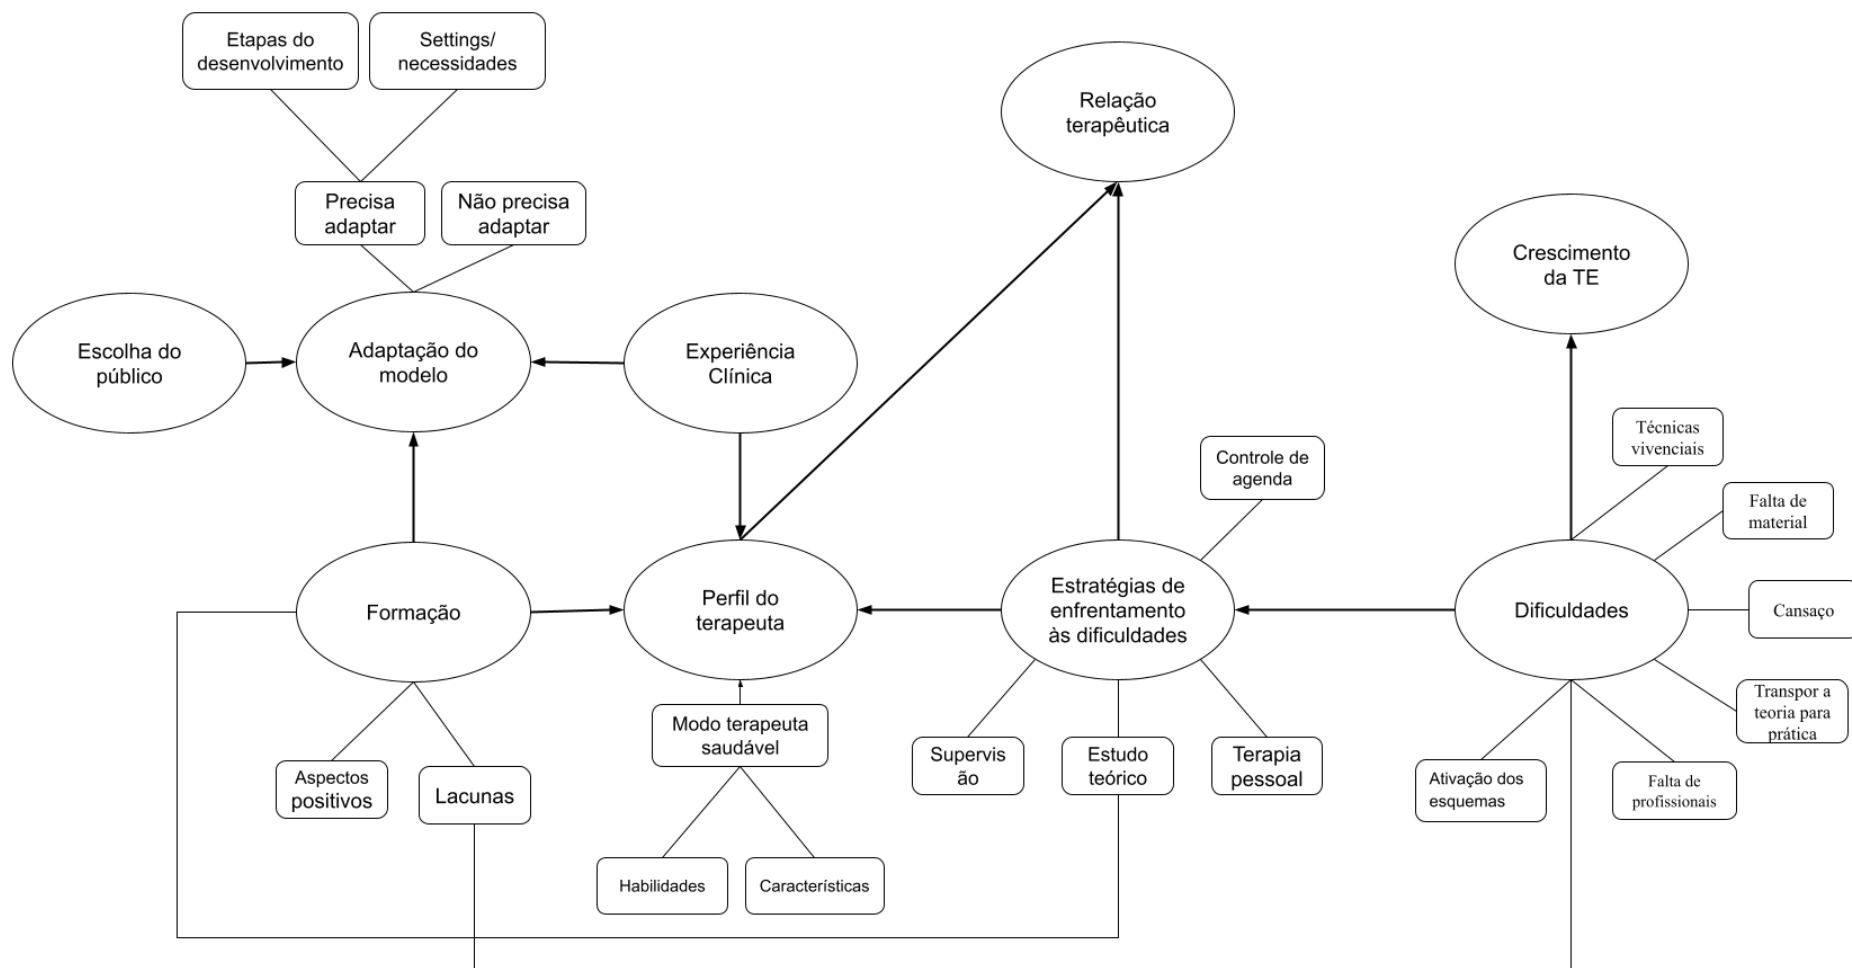 Etapas do
desenvolvimento
Settings/
necessidades
Relação
terapêutica
Precisa
adaptar
Não precisa
adaptar
Crescimento
da TE
Escolha do
público
Adaptação do
modelo
Experiência
Clínica
Técnicas
vivenciais
Controle de
agenda
Falta de
material
Formação
Perfil do
terapeuta
Estratégias de
enfrentamento
às dificuldades
Dificuldades
Cansaço
Transpor a
teoria para
prática
Modo terapeuta
saudável
Supervis
ão
Estudo
teórico
Terapia
pessoal
Aspectos
positivos
Lacunas
Ativação dos
esquemas
Falta de
profissionais
Habilidades
Características